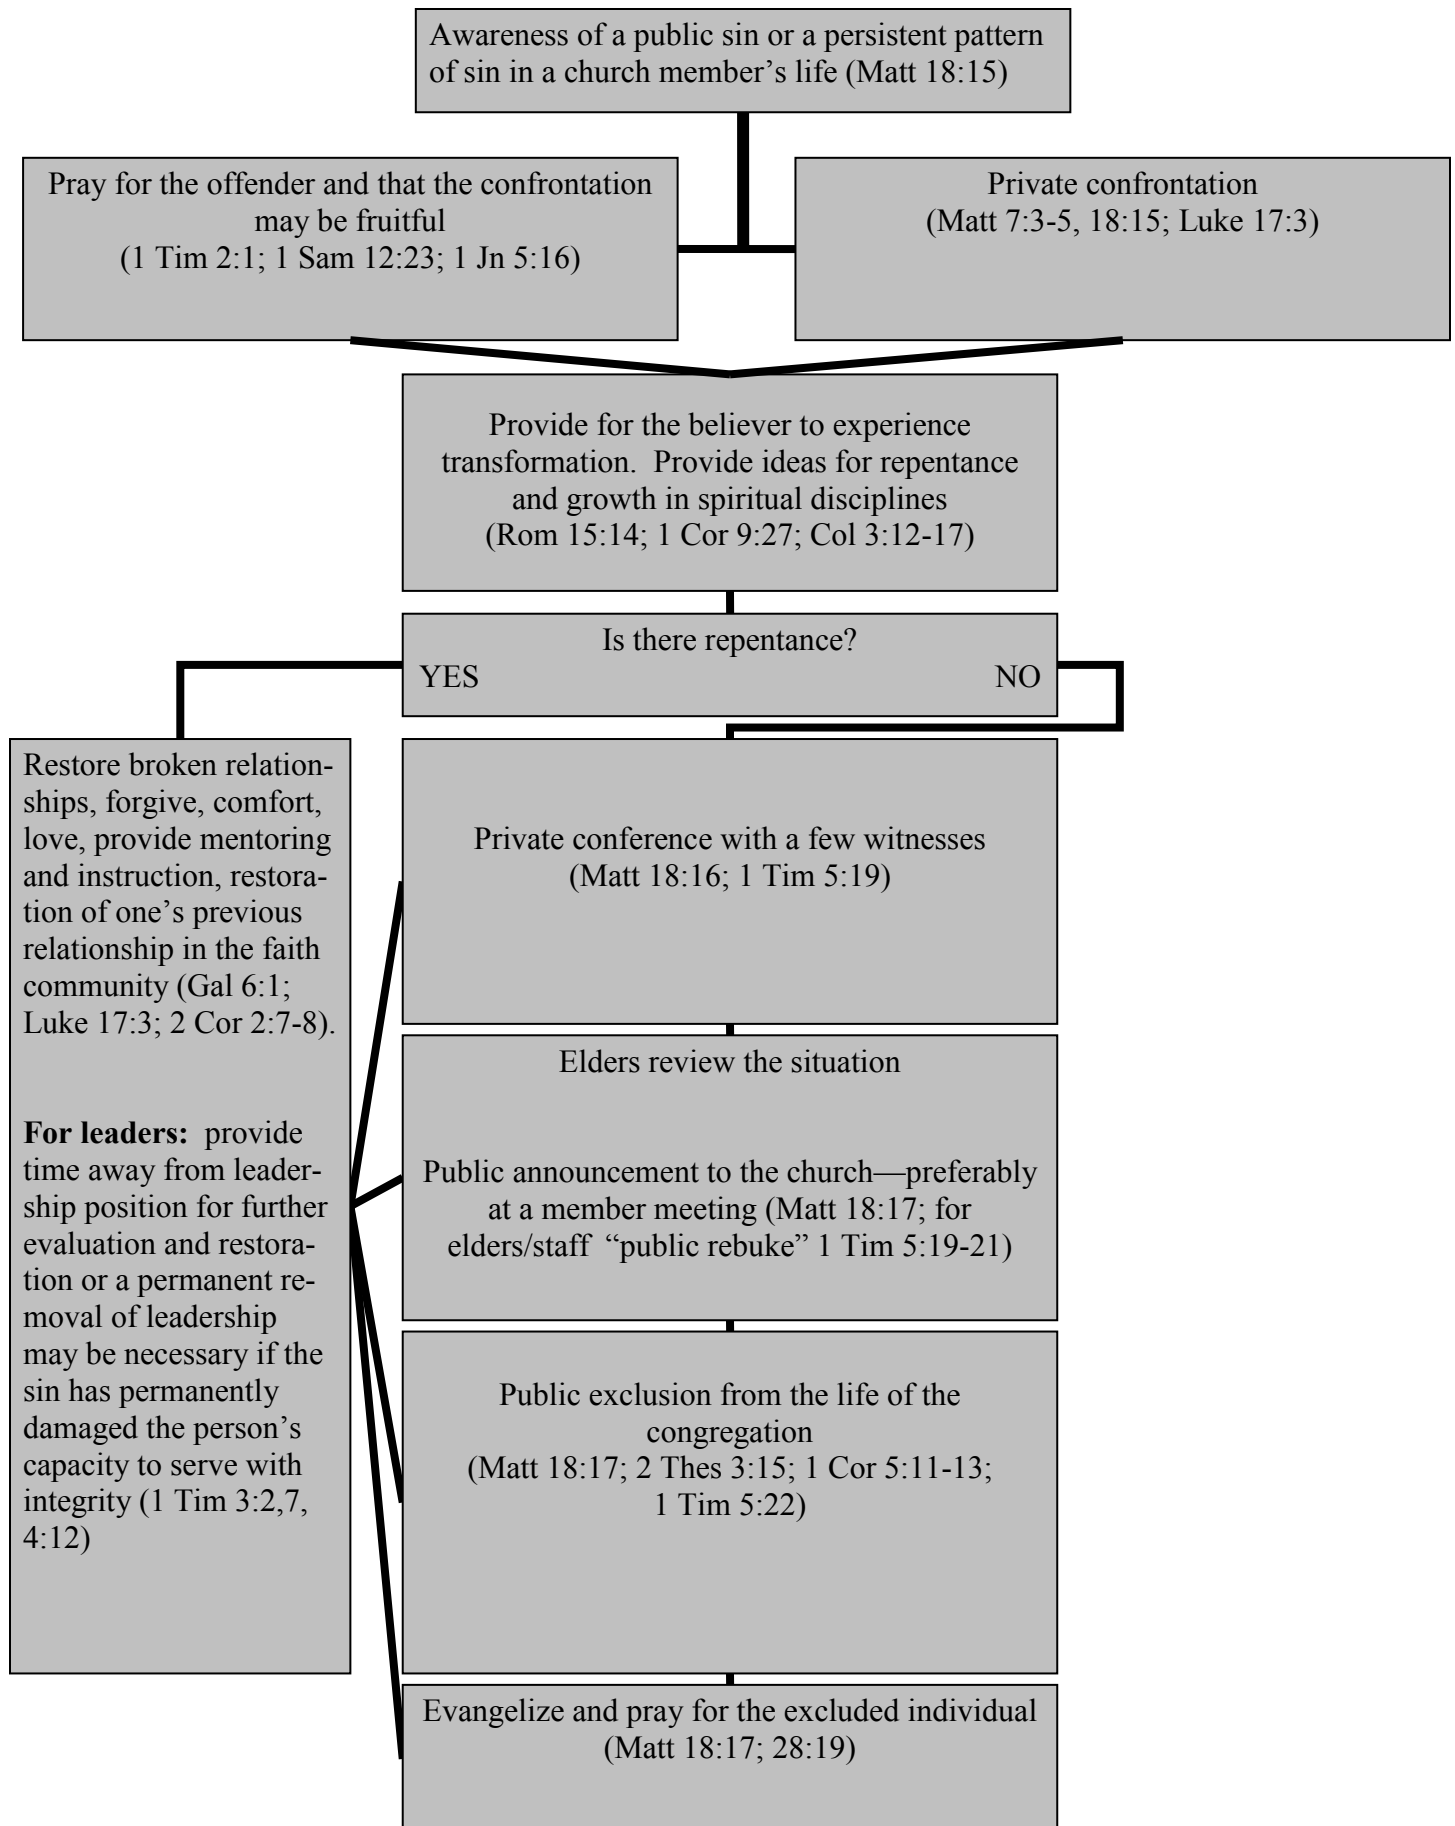 Awareness of a public sin or a persistent pattern
of sin in a church member’s life (Matt 18:15)
Pray for the offender and that the confrontation
may be fruitful
(1 Tim 2:1; 1 Sam 12:23; 1 Jn 5:16)
Private confrontation
(Matt 7:3-5, 18:15; Luke 17:3)
Provide for the believer to experience
transformation.  Provide ideas for repentance
and growth in spiritual disciplines
(Rom 15:14; 1 Cor 9:27; Col 3:12-17)
Is there repentance?
YES NO
Restore broken relation-
ships, forgive, comfort,
love, provide mentoring
and instruction, restora-
tion of one’s previous
relationship in the faith
community (Gal 6:1;
Luke 17:3; 2 Cor 2:7-8).
For leaders:  provide
time away from leader-
ship position for further
evaluation and restora-
tion or a permanent re-
moval of leadership
may be necessary if the
sin has permanently
damaged the person’s
capacity to serve with
integrity (1 Tim 3:2,7,
4:12)
Private conference with a few witnesses
(Matt 18:16; 1 Tim 5:19)
Elders review the situation
Public announcement to the church—preferably
at a member meeting (Matt 18:17; for
elders/staff  “public rebuke” 1 Tim 5:19-21)
Public exclusion from the life of the
congregation
(Matt 18:17; 2 Thes 3:15; 1 Cor 5:11-13;
1 Tim 5:22)
Evangelize and pray for the excluded individual
(Matt 18:17; 28:19)